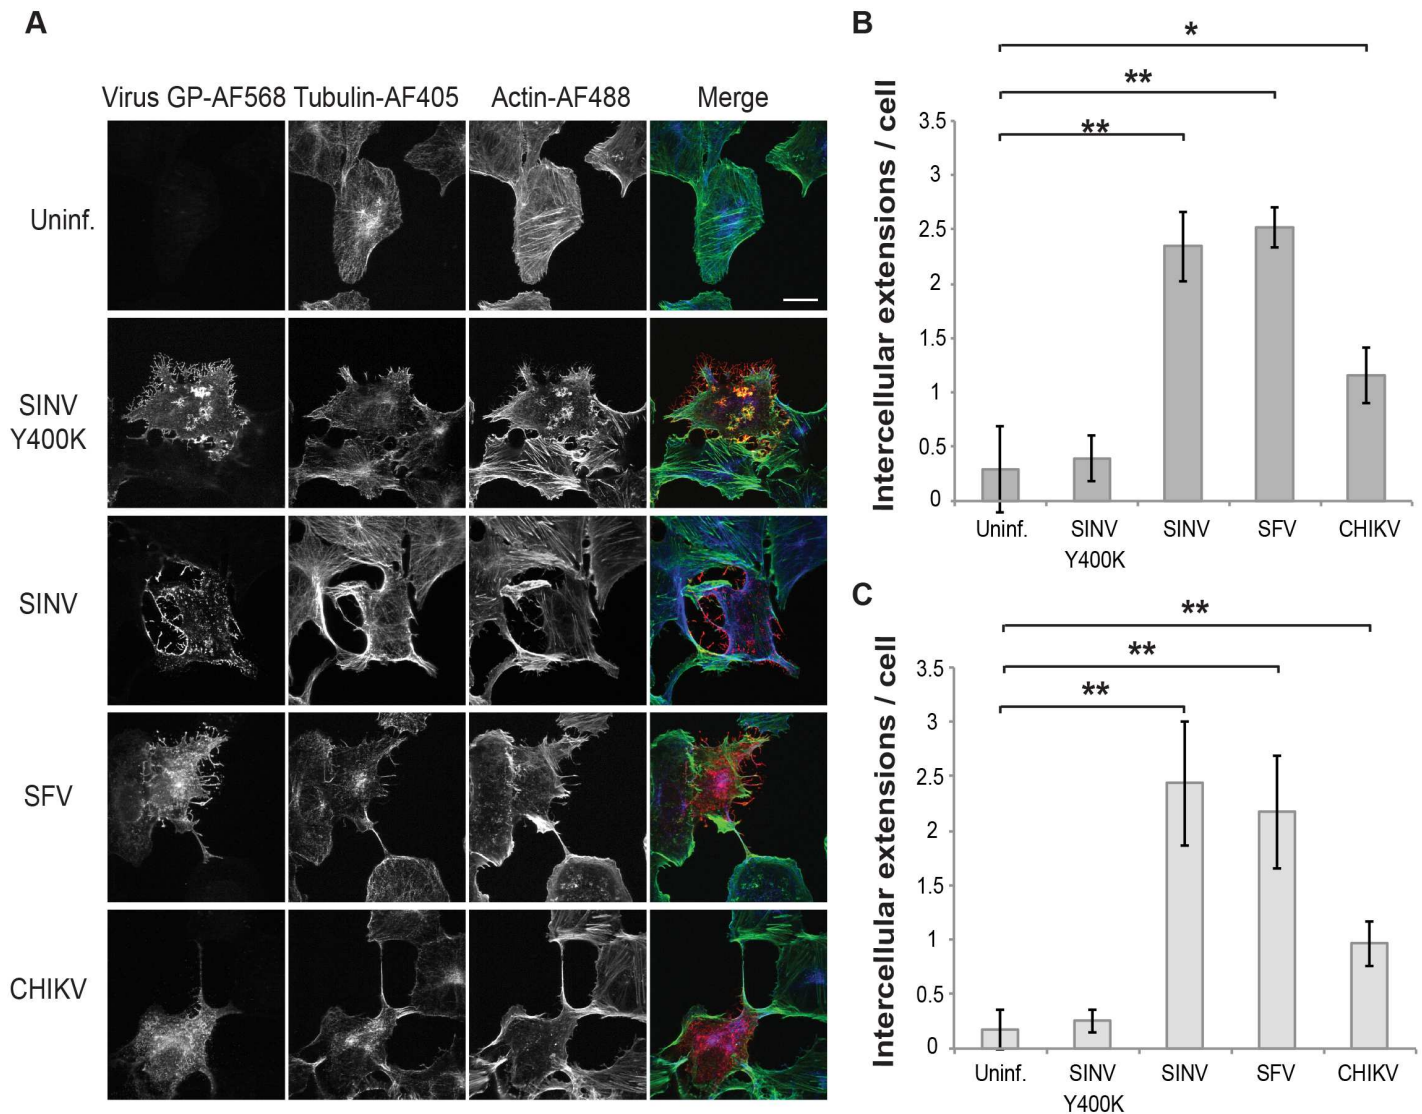 A
Virus GP-AF568 Tubulin-AF405 Actin-AF488 Merge
Uninf.
SINV
Y400K
SINV
SFV
CHIKV
B
*
**
**
Intercellular extensions / cell
3.5
3
2.5
2
1.5
1
0.5
0
Uninf. SINV SINV SFV CHIKV
Y400K
C
**
**
**
Intercellular extensions / cell
3.5
3
2.5
2
1.5
1
0.5
0
Uninf. SINV SINV SFV CHIKV
Y400K